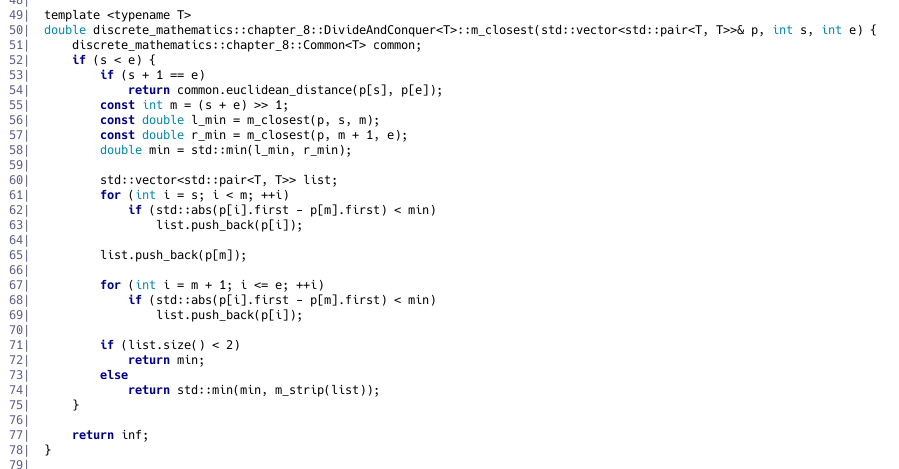 48|
49| template <typename T>
50| double discrete_mathematics::chapter_8::DivideAndConquer<T>::m_closest(std::vector<std::pair<T, T>>& p, int s, int e) {
51|     discrete_mathematics::chapter_8::Common<T> common;
52|     if (s < e) {
53|         if (s + 1 == e)
54|             return common.euclidean_distance(p[s], p[e]);
55|         const int m = (s + e) >> 1;
56|         const double l_min = m_closest(p, s, m);
57|         const double r_min = m_closest(p, m + 1, e);
58|         double min = std::min(l_min, r_min);
59|
60|         std::vector<std::pair<T, T>> list;
61|         for (int i = s; i < m; ++i)
62|             if (std::abs(p[i].first - p[m].first) < min)
63|                 list.push_back(p[i]);
64|
65|         list.push_back(p[m]);
66|
67|         for (int i = m + 1; i <= e; ++i)
68|             if (std::abs(p[i].first - p[m].first) < min)
69|                 list.push_back(p[i]);
70|
71|         if (list.size() < 2)
72|             return min;
73|         else
74|             return std::min(min, m_strip(list));
75|     }
76|
77|     return inf;
78| }
79|